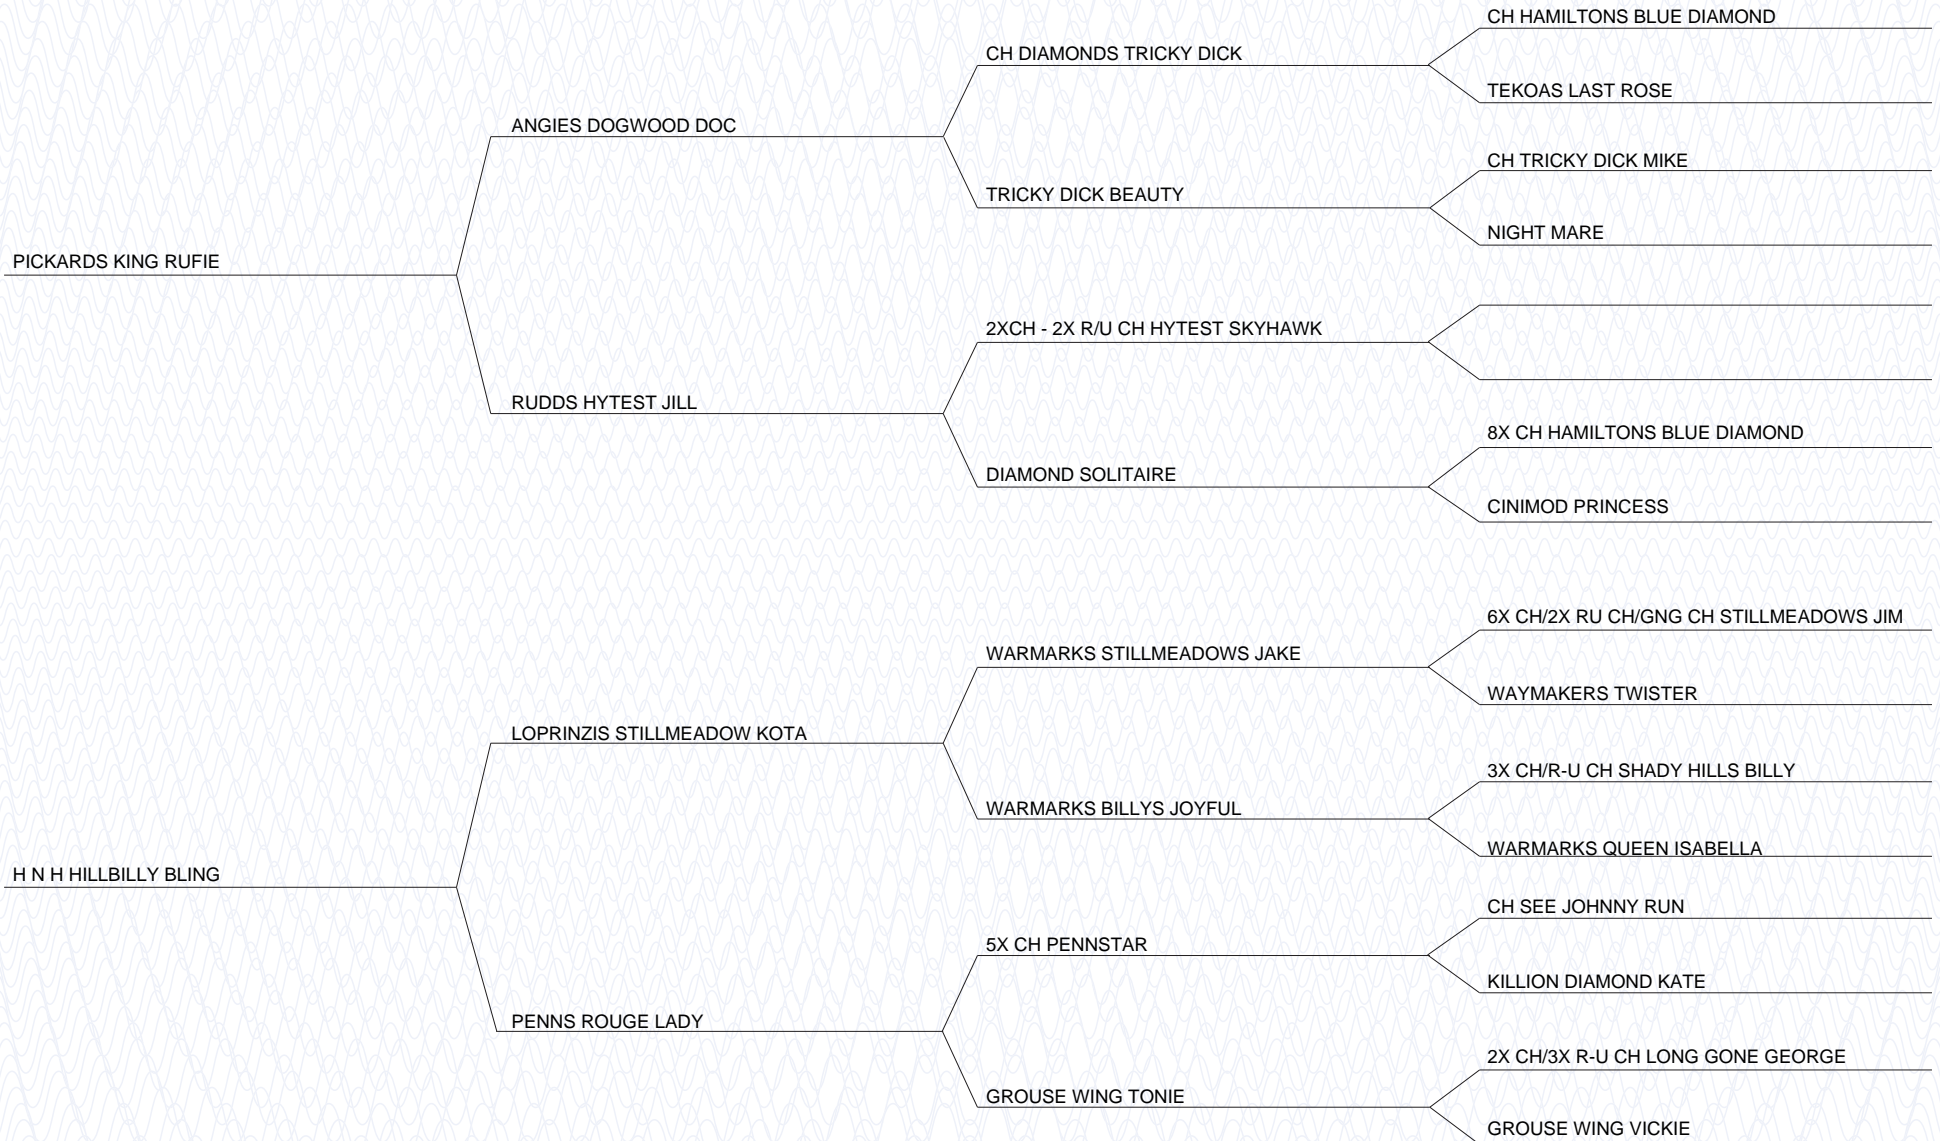 CH HAMILTONS BLUE DIAMOND
CH DIAMONDS TRICKY DICK
TEKOAS LAST ROSE
ANGIES DOGWOOD DOC
CH TRICKY DICK MIKE
TRICKY DICK BEAUTY
NIGHT MARE
PICKARDS KING RUFIE
2XCH - 2X R/U CH HYTEST SKYHAWK
RUDDS HYTEST JILL
8X CH HAMILTONS BLUE DIAMOND
DIAMOND SOLITAIRE
CINIMOD PRINCESS
6X CH/2X RU CH/GNG CH STILLMEADOWS JIM
WARMARKS STILLMEADOWS JAKE
WAYMAKERS TWISTER
LOPRINZIS STILLMEADOW KOTA
3X CH/R-U CH SHADY HILLS BILLY
WARMARKS BILLYS JOYFUL
WARMARKS QUEEN ISABELLA
H N H HILLBILLY BLING
CH SEE JOHNNY RUN
5X CH PENNSTAR
KILLION DIAMOND KATE
PENNS ROUGE LADY
2X CH/3X R-U CH LONG GONE GEORGE
GROUSE WING TONIE
GROUSE WING VICKIE